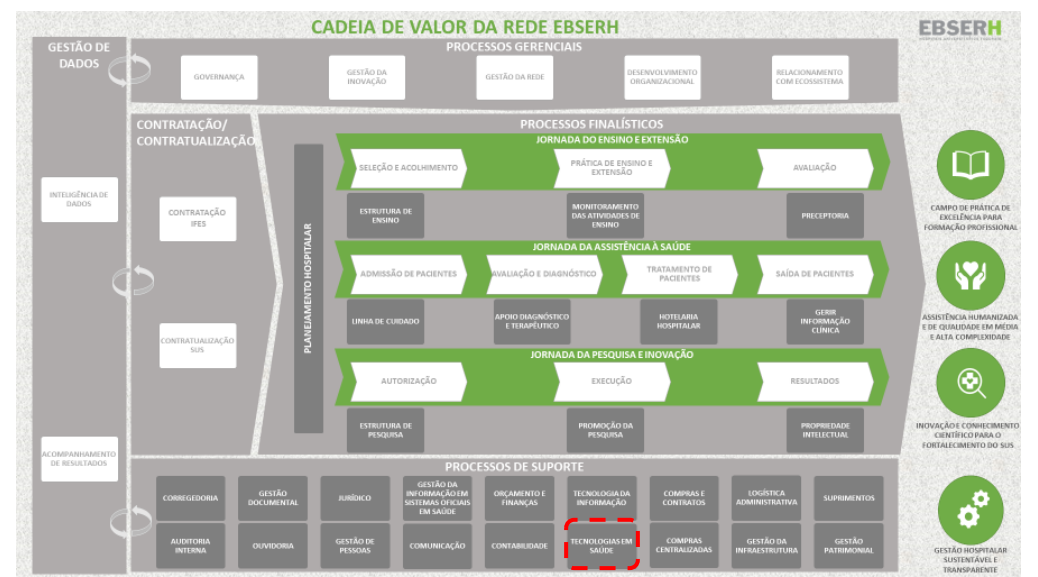 CADEIA DE VALOR DA REDE EBSERH
EBSERH
GESTÃO DE
DADOS
PROCESSOS GERENCIAIS
GOVERNANÇA
GESTÃO DA
INOVAÇÃO
GESTÃO DA REDE
DESENVOLVIMENTO
ORGANIZACIONAL
RELACIONAMENTO
COM ECOSSISTEMA
INTELIGÊNCIA DE
DADOS
ACOMPANHAMENTO
DE RESULTADOS
CONTRATAÇÃO/
CONTRATUALIZAÇÃO
CONTRATAÇÃO
IFES
CONTRATUALIZAÇÃO
SUS
PROCESSOS FINALÍSTICOS
PLANEJAMENTO HOSPITALAR
JORNADA DO ENSINO E EXTENSÃO
SELEÇÃO E ACOLHIMENTO
PRÁTICA DE ENSINO E
EXTENSÃO
AVALIAÇÃO
ESTRUTURA DE
ENSINO
MONITORAMENTO
DAS ATIVIDADES DE
ENSINO
PRECEPTORIA
JORNADA DA ASSISTÊNCIA À SAÚDE
ADMISSÃO DE PACIENTES
AVALIAÇÃO E DIAGNÓSTICO
TRATAMENTO DE
PACIENTES
SAÍDA DE PACIENTES
LINHA DE CUIDADO
APOIO DIAGNÓSTICO
E TERAPÊUTICO
HOTELARIA
HOSPITALAR
GERIR
INFORMAÇÃO
CLÍNICA
JORNADA DA PESQUISA E INOVAÇÃO
AUTORIZAÇÃO
EXECUÇÃO
RESULTADOS
ESTRUTURA DE
PESQUISA
PROMOÇÃO DA
PESQUISA
PROPRIEDADE
INTELECTUAL
CAMPO DE PRÁTICA DE
EXCELÊNCIA PARA
FORMAÇÃO PROFISSIONAL
ASSISTÊNCIA HUMANIZADA
E DE QUALIDADE EM MÉDIA
E ALTA COMPLEXIDADE
INOVAÇÃO E CONHECIMENTO
CIENTÍFICO PARA O
FORTALECIMENTO DO SUS
GESTÃO HOSPITALAR
SUSTENTÁVEL E
TRANSPARENTE
PROCESSOS DE SUPORTE
CORREGEDORIA
GESTÃO
DOCUMENTAL
JURÍDICO
GESTÃO DA
INFORMAÇÃO EM
SISTEMAS OFICIAIS
EM SAÚDE
ORÇAMENTO E
FINANÇAS
TECNOLOGIA DA
INFORMAÇÃO
COMPRAS E
CONTRATOS
LOGÍSTICA
ADMINISTRATIVA
SUPRIMENTOS
AUDITORIA
INTERNA
OUVIDORIA
GESTÃO DE
PESSOAS
COMUNICAÇÃO
CONTABILIDADE
TECNOLOGIAS EM
SAÚDE
COMPRAS
CENTRALIZADAS
GESTÃO DA
INFRAESTRUTURA
GESTÃO
PATRIMONIAL